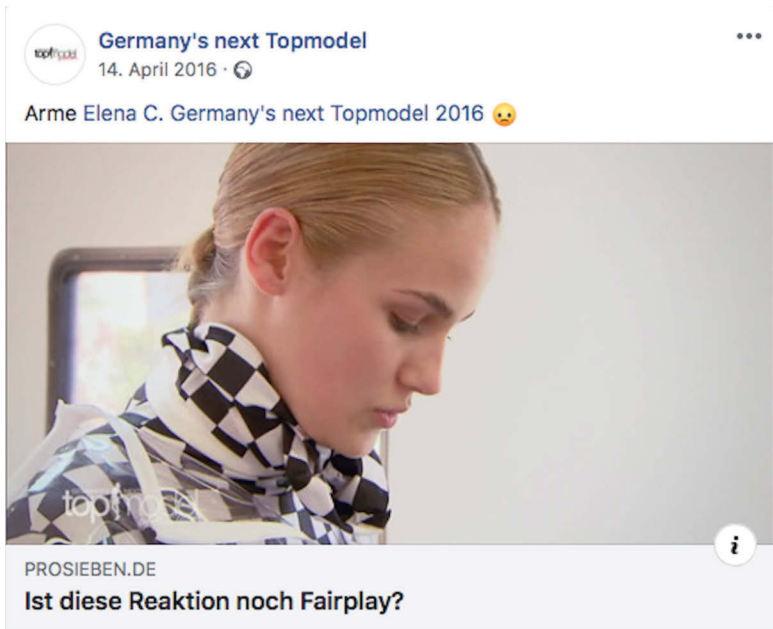 topmodel
Germany's next Topmodel
14. April 2016 ·
Arme Elena C. Germany's next Topmodel 2016 😞
topmodel
i
PROSIEBEN.DE
Ist diese Reaktion noch Fairplay?